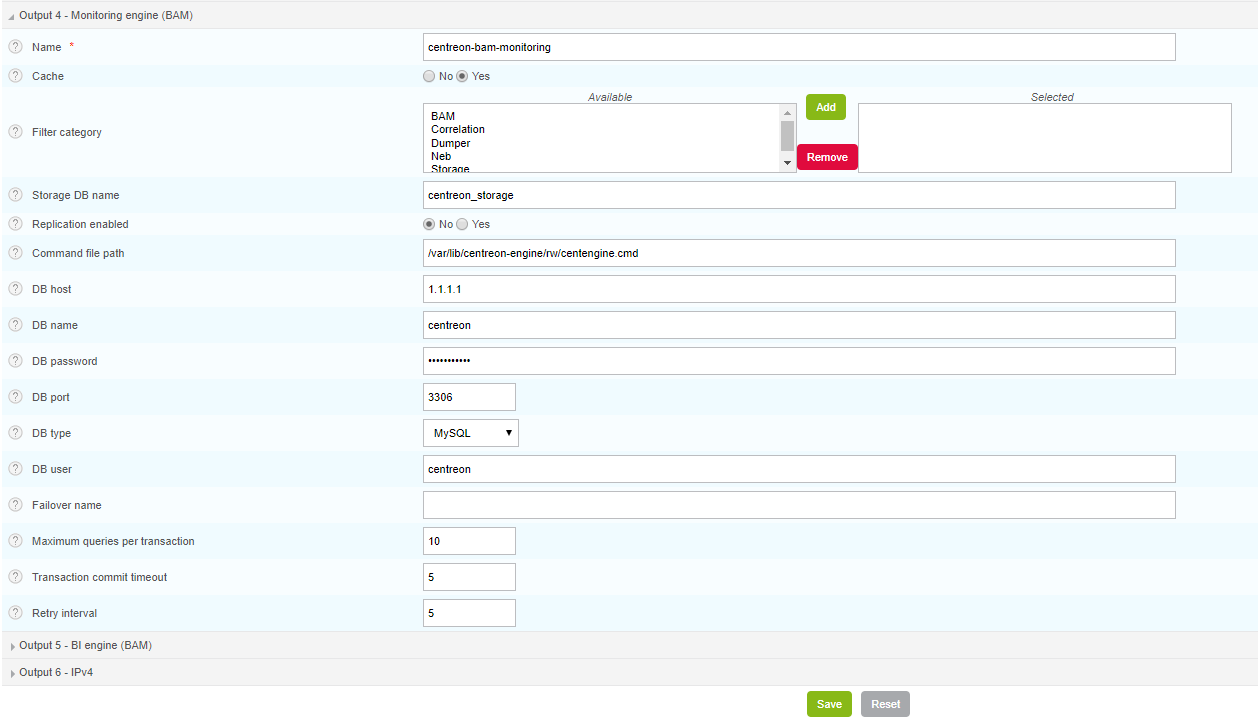 Output 4 - Monitoring engine (BAM)
? Name *
centreon-bam-monitoring
? Cache
No Yes
Available
Selected
? Filter category
BAM
Correlation
Dumper
Neb
Storage
Add
Remove
? Storage DB name
centreon_storage
? Replication enabled
No Yes
? Command file path
/var/lib/centreon-engine/rw/centengine.cmd
? DB host
1.1.1.1
? DB name
centreon
? DB password
•••••••••••
? DB port
3306
? DB type
MySQL
? DB user
centreon
? Failover name
? Maximum queries per transaction
10
? Transaction commit timeout
5
? Retry interval
5
Output 5 - BI engine (BAM)
Output 6 - IPv4
Save
Reset